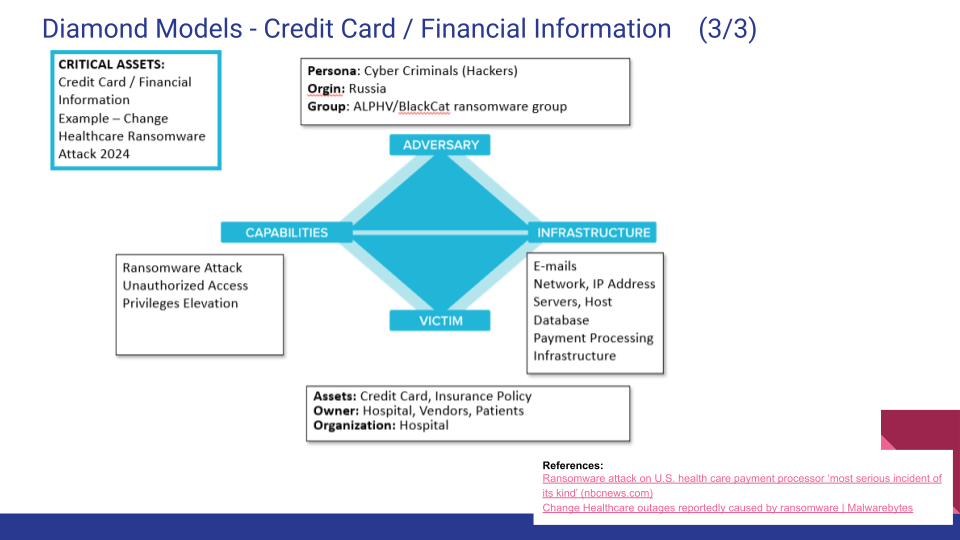 Diamond Models - Credit Card / Financial Information (3/3)
CRITICAL ASSETS:
Credit Card / Financial
Information
Example – Change
Healthcare Ransomware
Attack 2024
Persona: Cyber Criminals (Hackers)
Orgin: Russia
Group: ALPHV/BlackCat ransomware group
ADVERSARY
CAPABILITIES
INFRASTRUCTURE
Ransomware Attack
Unauthorized Access
Privileges Elevation
E-mails
Network, IP Address
Servers, Host
Database
Payment Processing
Infrastructure
VICTIM
Assets: Credit Card, Insurance Policy
Owner: Hospital, Vendors, Patients
Organization: Hospital
References:
Ransomware attack on U.S. health care payment processor ‘most serious incident of
its kind’ (nbcnews.com)
Change Healthcare outages reportedly caused by ransomware | Malwarebytes